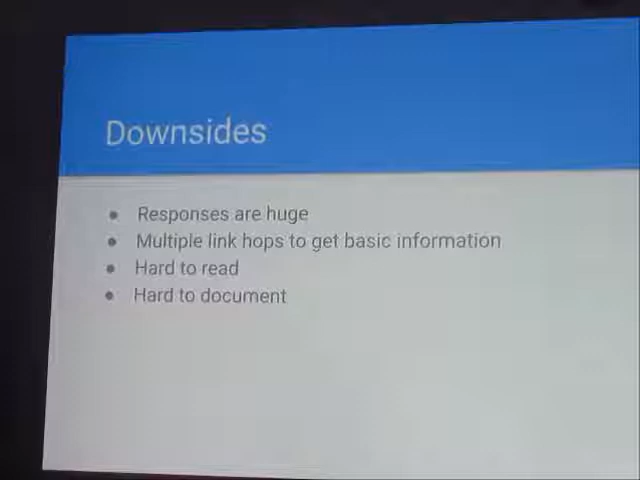 Downsides
● Responses are huge
● Multiple link hops to get basic information
● Hard to read
● Hard to document